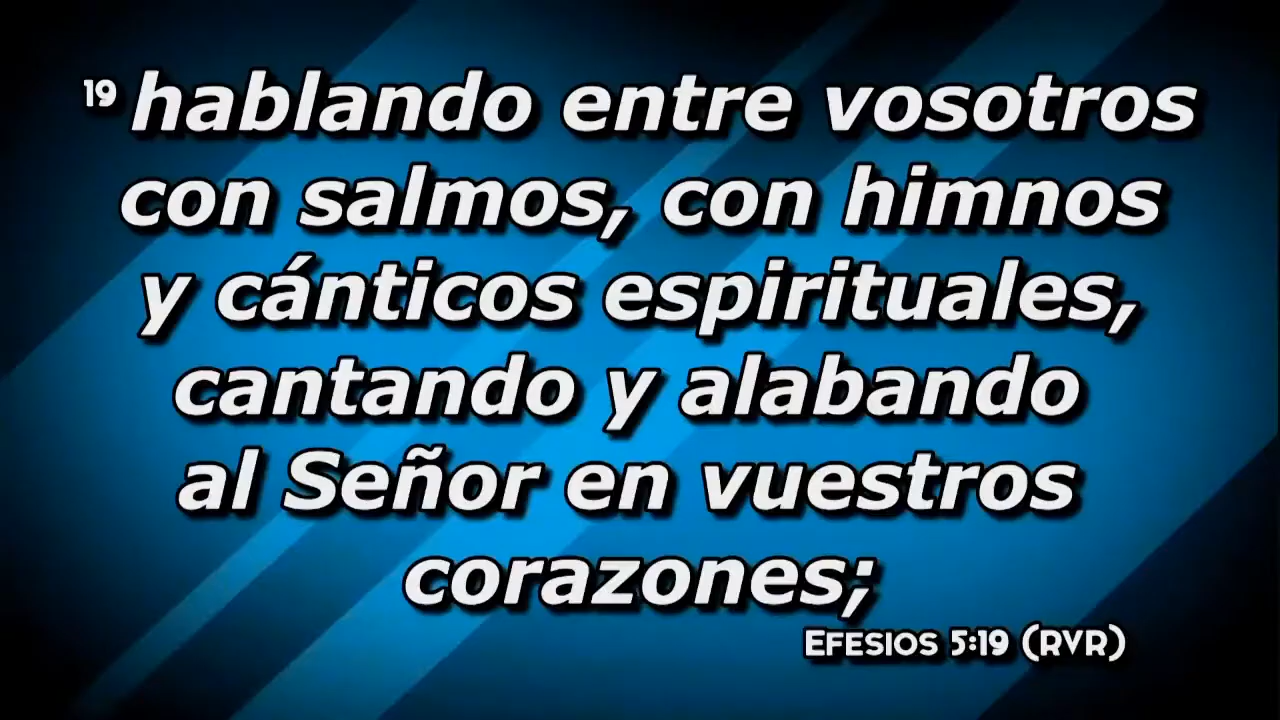 19 hablando entre vosotros
con salmos, con himnos
y cánticos espirituales,
cantando y alabando
al Señor en vuestros
corazones;
Efesios 5:19 (RVR)